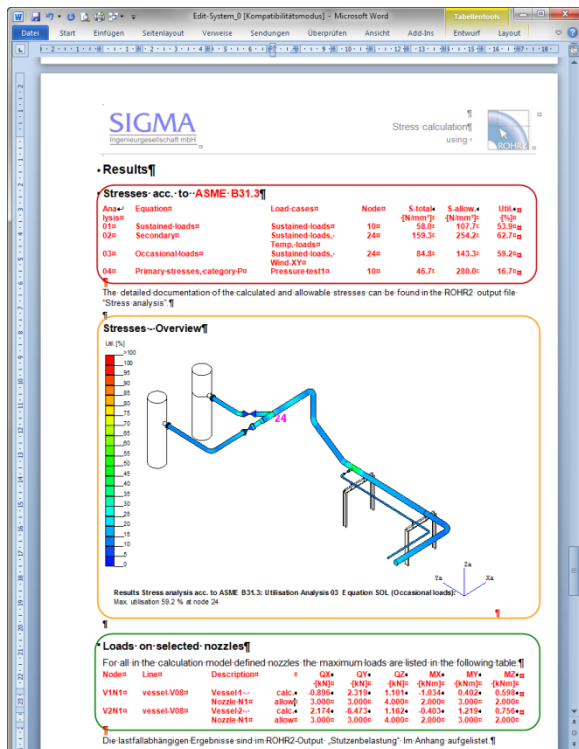 Edit-System_0 [Kompatibilitätsmodus] - Microsoft Word
Tabellentools
Datei Start Einfügen Seitenlayout Verweise Sendungen Überprüfen Ansicht Add-Ins Entwurf Layout
SIGMA
Ingenieurgesellschaft mbH
Stress calculation¶
using
ROHR2
Results¶
Stresses acc. to ASME B31.3¶
Ana lysis Equation Load-cases Node S-total [N/mm²] S-allow. [N/mm²] Util. [%]
01 Sustained loads Sustained loads 10 58.0 107.7 53.9
02 Secondary Sustained loads, Temp. loads 24 159.3 254.2 62.7
03 Occasional loads Sustained loads, Wind-XY 24 84.8 143.3 59.2
04 Primary stresses, category P Pressure test1 10 46.7 280.0 16.7
¶
The detailed documentation of the calculated and allowable stresses can be found in the ROHR2 output file
"Stress analysis".¶
¶
Stresses - Overview¶
Util. [%]
>100
100
95
90
85
80
75
70
65
60
55
50
45
40
35
30
25
20
15
10
5
0
24
Za
Ya Xa
Results Stress analysis acc. to ASME B31.3: Utilisation Analysis 03 Equation SOL (Occasional loads):
Max. utilisation 59.2 % at node 24
¶
¶
Loads on selected nozzles¶
For all in the calculation model defined nozzles the maximum loads are listed in the following table¶
Node Line Description QX QY QZ MX MY MZ
[kN] [kN] [kN] [kNm] [kNm] [kNm]
V1N1 vessel-V08 Vessel-1 - calc. -0.896 2.319 1.101 -1.034 0.402 0.598
Nozzle-N1 allow 3.000 3.000 4.000 2.000 3.000 2.000
V2N1 vessel-V08 Vessel-2 - calc. 2.174 -6.473 1.162 -0.403 1.219 0.756
Nozzle-N1 allow 3.000 3.000 4.000 2.000 3.000 2.000
Die lastfallabhängigen Ergebnisse sind im ROHR2-Output „Stutzenbelastung“ Im Anhang aufgelistet¶